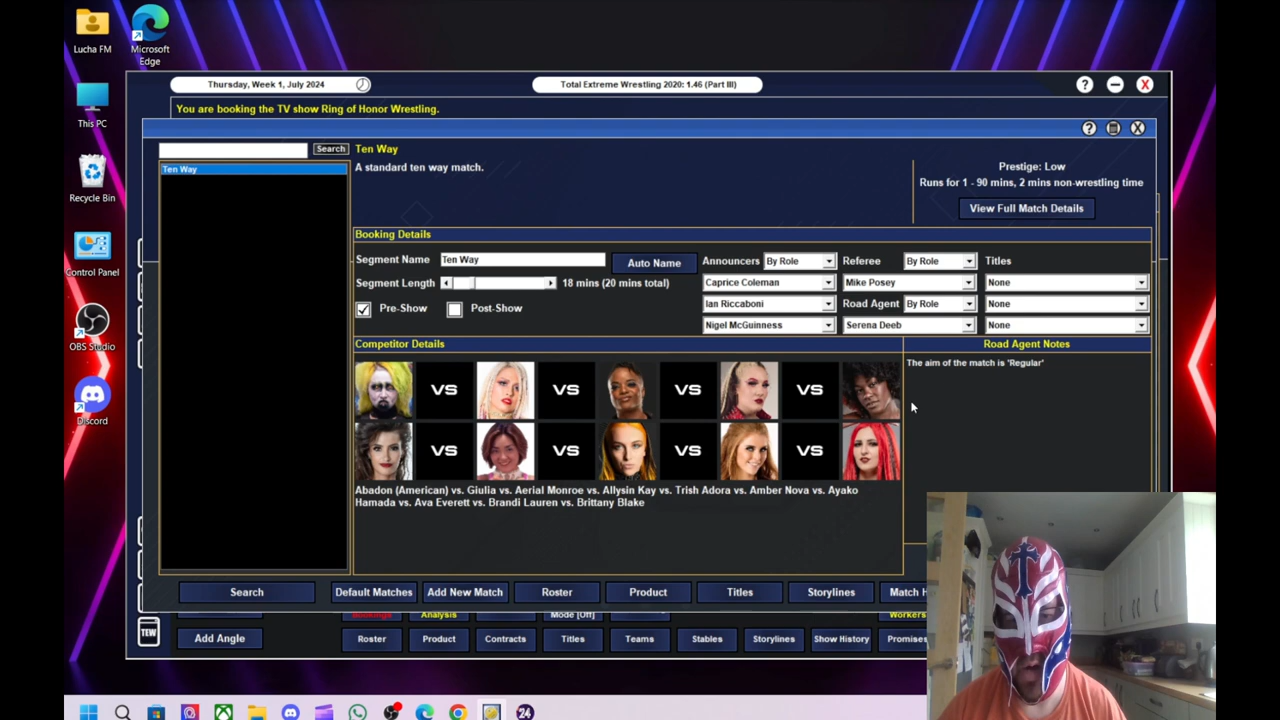 Lucha FM
Microsoft Edge
This PC
Recycle Bin
Control Panel
OBS Studio
Discord
Thursday, Week 1, July 2024
Total Extreme Wrestling 2020: 1.46 (Part III)
?
X
You are booking the TV show Ring of Honor Wrestling.
?
X
Search
Ten Way
Ten Way
A standard ten way match.
Prestige: Low
Runs for 1 - 90 mins, 2 mins non-wrestling time
View Full Match Details
Booking Details
Segment Name
Ten Way
Auto Name
Announcers
By Role
Referee
By Role
Titles
Segment Length
18 mins (20 mins total)
Caprice Coleman
Mike Posey
None
Pre-Show
Post-Show
Ian Riccaboni
Road Agent
By Role
None
Nigel McGuinness
Serena Deeb
None
Competitor Details
Road Agent Notes
The aim of the match is 'Regular'
VS
VS
VS
VS
VS
VS
VS
VS
Abadon (American) vs. Giulia vs. Aerial Monroe vs. Allysin Kay vs. Trish Adora vs. Amber Nova vs. Ayako
Hamada vs. Ava Everett vs. Brandi Lauren vs. Brittany Blake
Search
Default Matches
Add New Match
Roster
Product
Titles
Storylines
Match H
Bookings
Analysis
Mode [Off]
Workers
TEW
Add Angle
Roster
Product
Contracts
Titles
Teams
Stables
Storylines
Show History
Promises
24